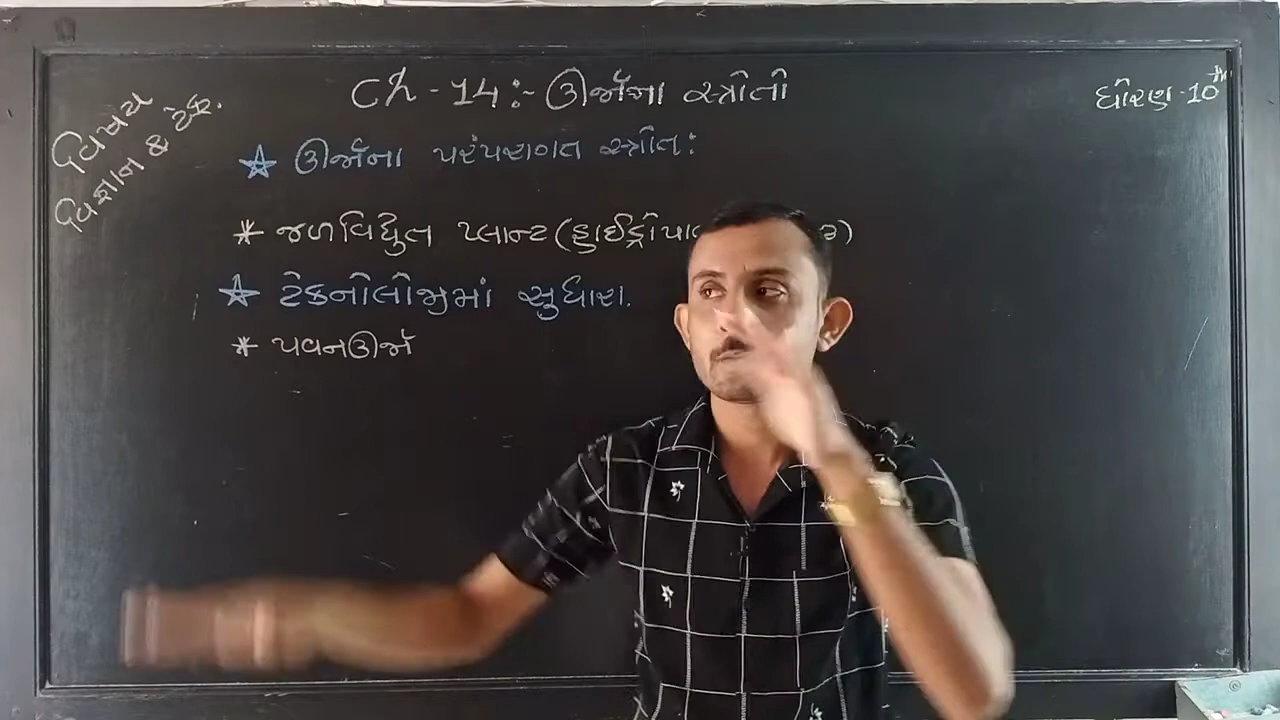 Ch - 14 :- ઊર્જાના સ્ત્રોતો
ધોરણ - 10th
વિષય
વિજ્ઞાન & ટેક.
ઊર્જાના પરંપરાગત સ્ત્રોત :
* જળવિદ્યુત પ્લાન્ટ (હાઈડ્રોપા
ટેકનોલોજીમાં સુધારા.
* પવનઊર્જા